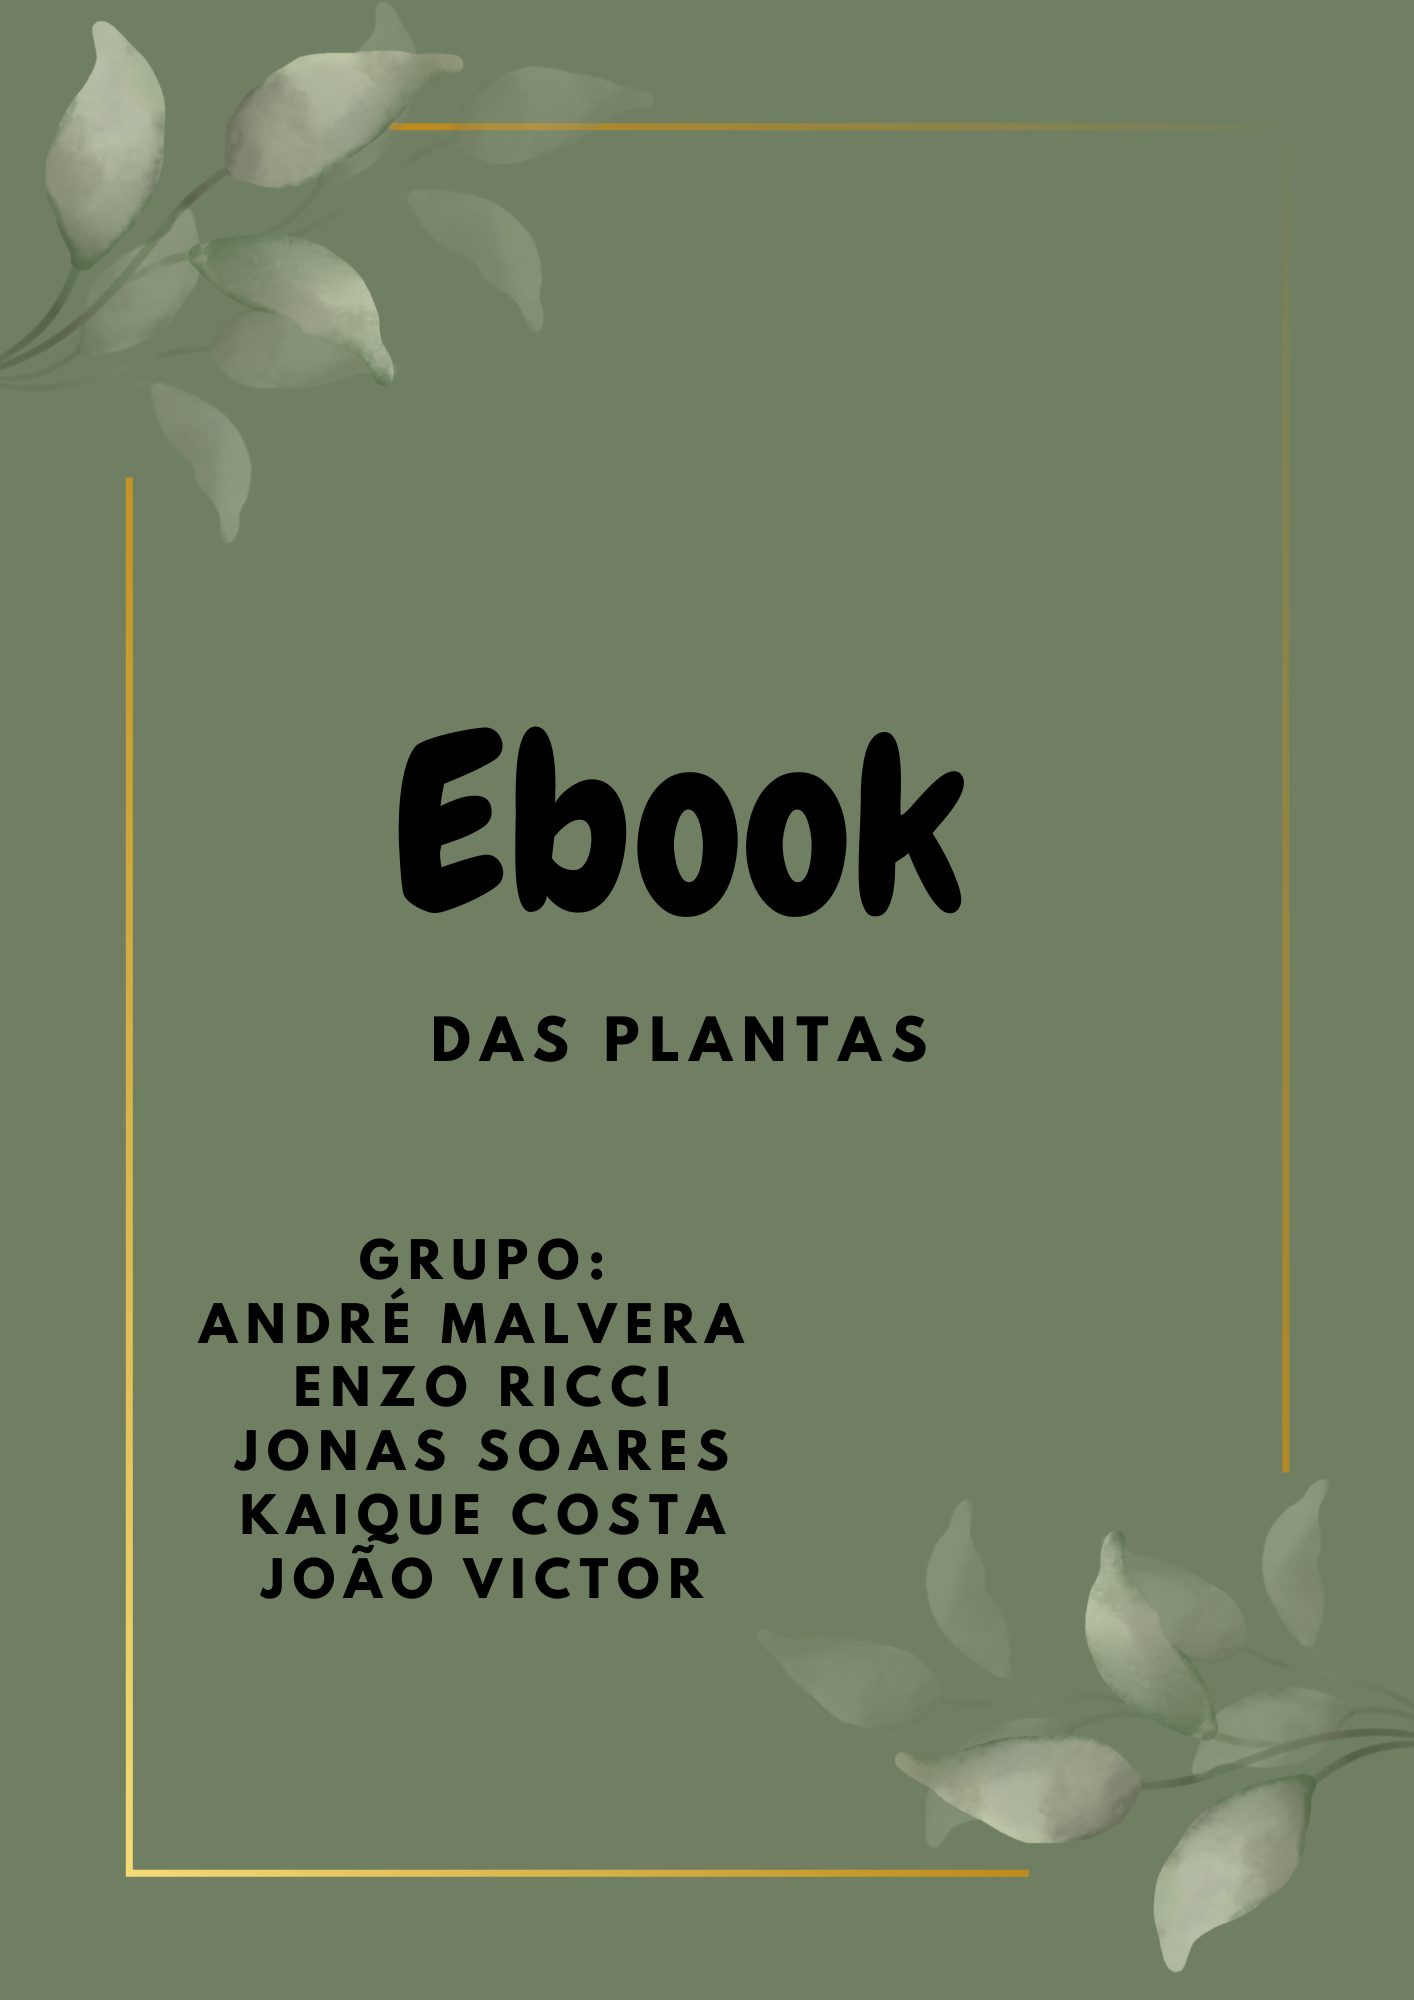 Ebook
DAS PLANTAS
GRUPO:
ANDRÉ MALVERA
ENZO RICCI
JONAS SOARES
KAIQUE COSTA
JOÃO VICTOR